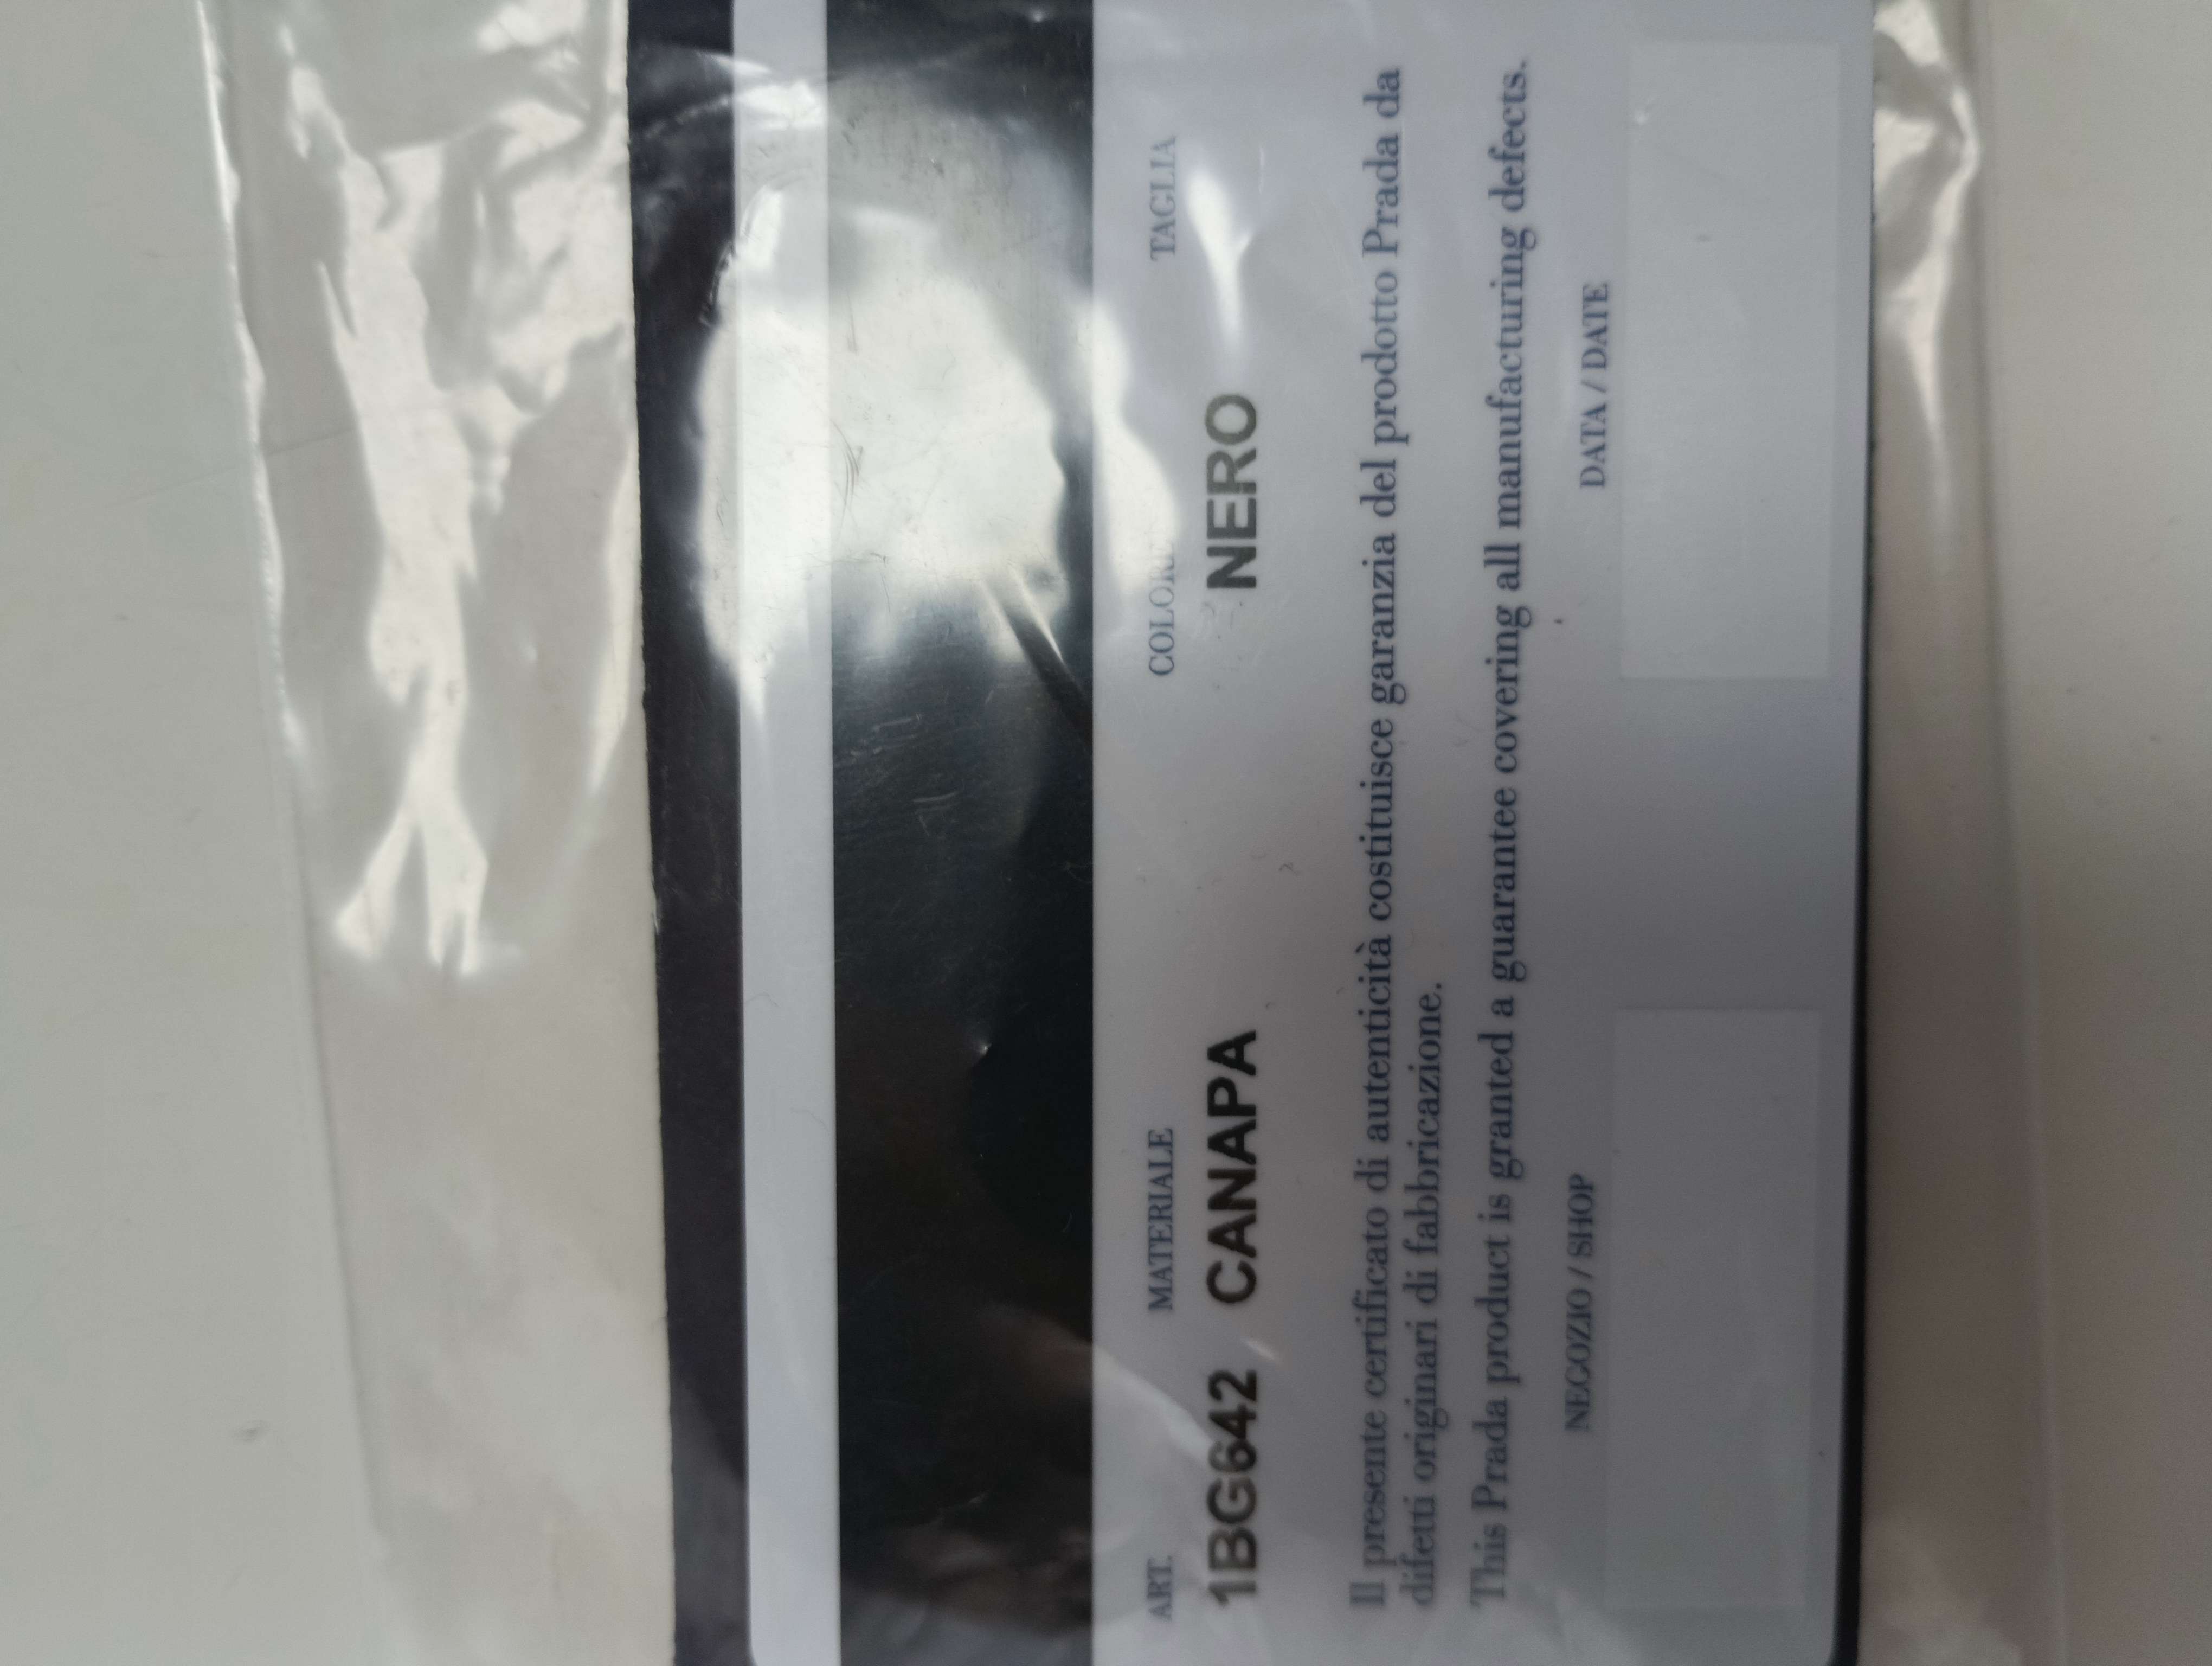 ART. MATERIALE COLORE TAGLIA
1BG642 CANAPA NERO
Il presente certificato di autenticità costituisce garanzia del prodotto Prada da
difetti originari di fabbricazione.
This Prada product is granted a guarantee covering all manufacturing defects.
NEGOZIO / SHOP DATA / DATE